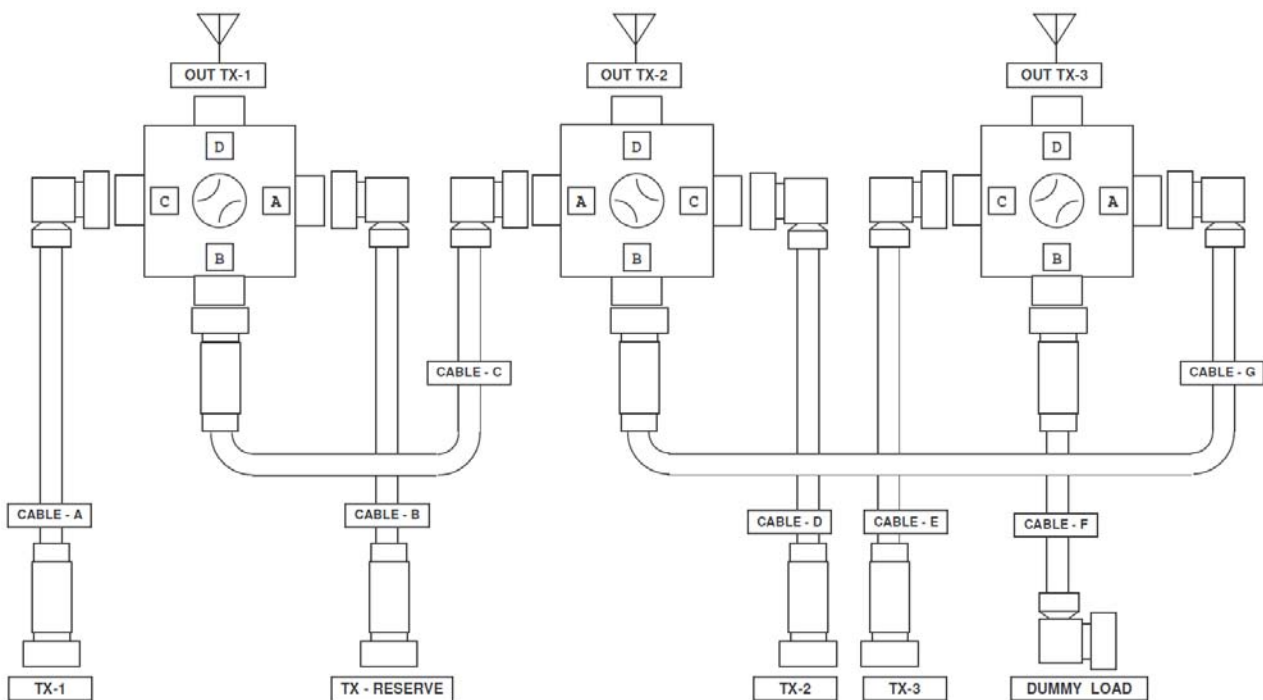 OUT TX-1
OUT TX-2
OUT TX-3
D
D
D
C
A
A
C
C
A
B
B
B
CABLE - C
CABLE - G
CABLE - A
CABLE - B
CABLE - D
CABLE - E
CABLE - F
TX-1
TX - RESERVE
TX-2
TX-3
DUMMY LOAD